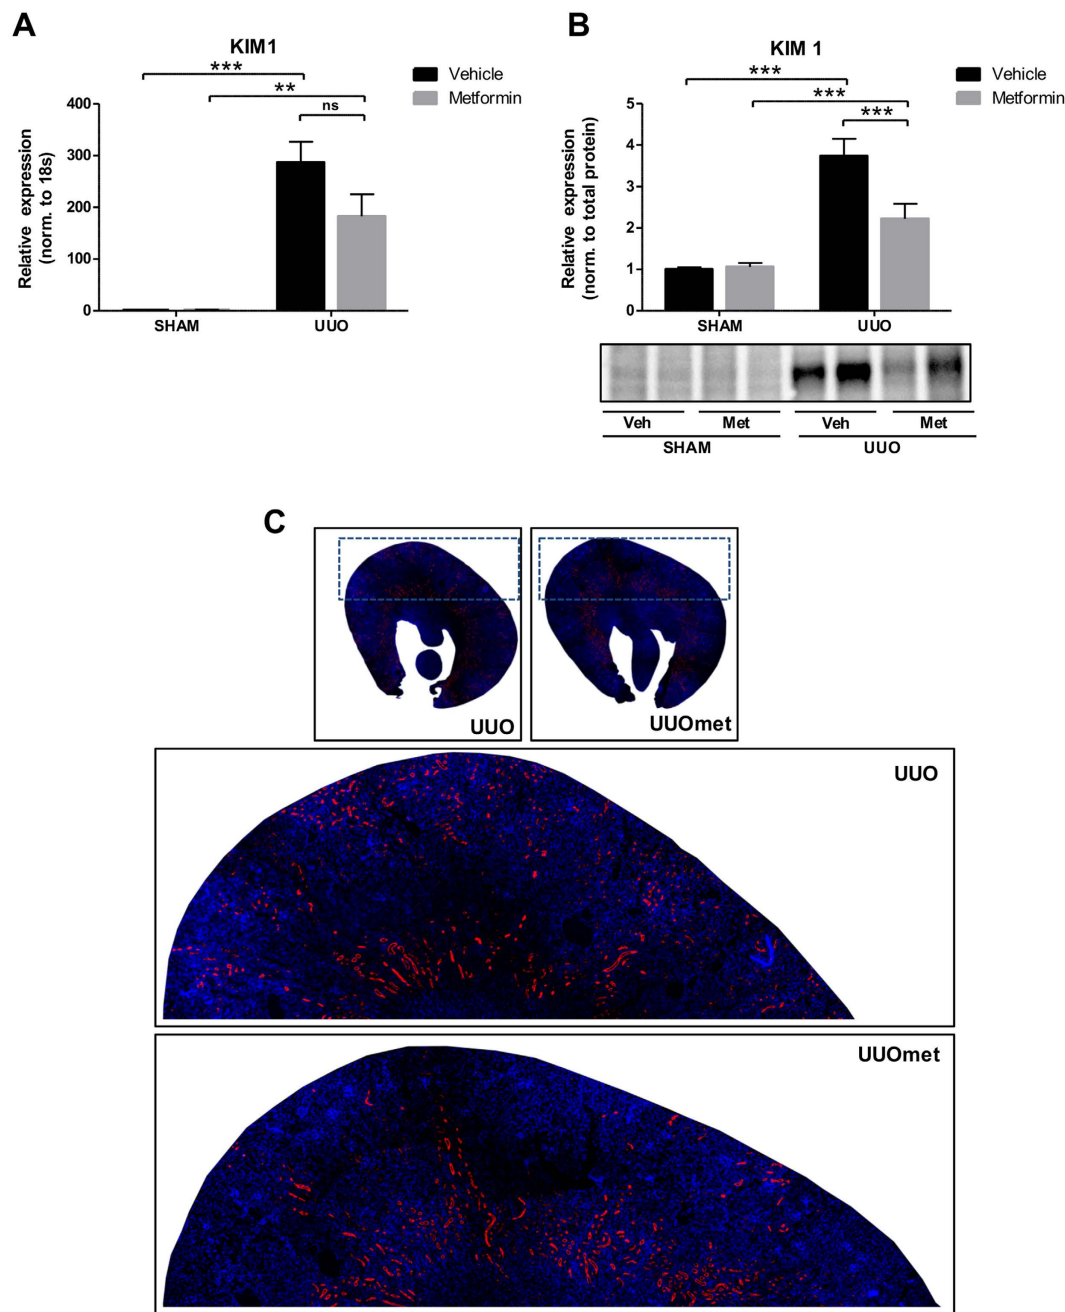 A
KIM1
***
**
ns
Vehicle
Metformin
Relative expression
(norm. to 18s)
400
300
200
100
0
SHAM UUO
B
KIM 1
***
***
***
Vehicle
Metformin
Relative expression
(norm. to total protein)
5
4
3
2
1
0
SHAM UUO
Veh Met Veh Met
SHAM UUO
C
UUO
UUOmet
UUO
UUOmet